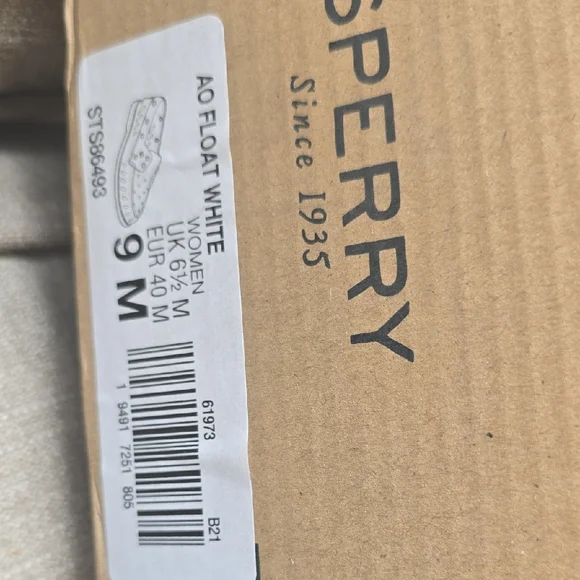 SPERRY
Since 1935
AO FLOAT WHITE
STS86493
WOMEN
UK 6½ M
EUR 40 M
9 M
61973
B21
1 9491 7251 805